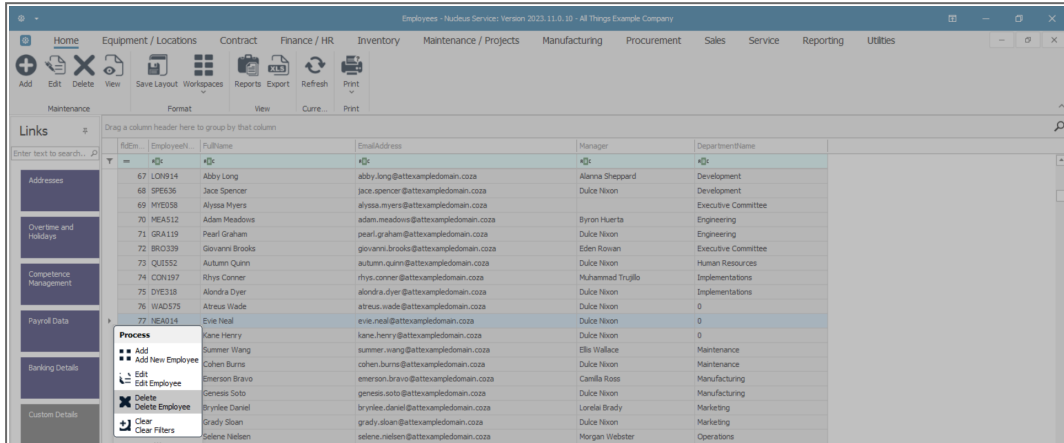 Employees - Nucleus Service: Version 2023.11.0.10 - All Things Example Company
Home Equipment / Locations Contract Finance / HR Inventory Maintenance / Projects Manufacturing Procurement Sales Service Reporting Utilities
Add Edit Delete View Save Layout Workspaces Reports Export Refresh Print
XLS
Maintenance Format View Curre... Print
Links
Drag a column header here to group by that column
Enter text to search...
fldEm... EmployeeN... FullName EmailAddress Manager DepartmentName
67 LON914 Abby Long abby.long@attexampledomain.coza Alanna Sheppard Development
68 SPE636 Jace Spencer jace.spencer@attexampledomain.coza Dulce Nixon Development
69 MYE058 Alyssa Myers alyssa.myers@attexampledomain.coza Executive Committee
70 MEA512 Adam Meadows adam.meadows@attexampledomain.coza Byron Huerta Engineering
71 GRA119 Pearl Graham pearl.graham@attexampledomain.coza Dulce Nixon Engineering
72 BRO339 Giovanni Brooks giovanni.brooks@attexampledomain.coza Eden Rowan Executive Committee
73 QUI552 Autumn Quinn autumn.quinn@attexampledomain.coza Dulce Nixon Human Resources
74 CON197 Rhys Conner rhys.conner@attexampledomain.coza Muhammad Trujillo Implementations
75 DYE318 Alondra Dyer alondra.dyer@attexampledomain.coza Dulce Nixon Implementations
76 WAD575 Atreus Wade atreus.wade@attexampledomain.coza Dulce Nixon 0
77 NEA014 Evie Neal evie.neal@attexampledomain.coza Dulce Nixon 0
Kane Henry kane.henry@attexampledomain.coza Dulce Nixon 0
Summer Wang summer.wang@attexampledomain.coza Ellis Wallace Maintenance
Cohen Burns cohen.burns@attexampledomain.coza Dulce Nixon Maintenance
Emerson Bravo emerson.bravo@attexampledomain.coza Camilla Ross Manufacturing
Genesis Soto genesis.soto@attexampledomain.coza Dulce Nixon Manufacturing
Brynlee Daniel brynlee.daniel@attexampledomain.coza Lorelai Brady Marketing
Grady Sloan grady.sloan@attexampledomain.coza Dulce Nixon Marketing
Selene Nielsen selene.nielsen@attexampledomain.coza Morgan Webster Operations
Addresses
Overtime and
Holidays
Competence
Management
Payroll Data
Banking Details
Custom Details
Process
Add
Add New Employee
Edit
Edit Employee
Delete
Delete Employee
Clear
Clear Filters